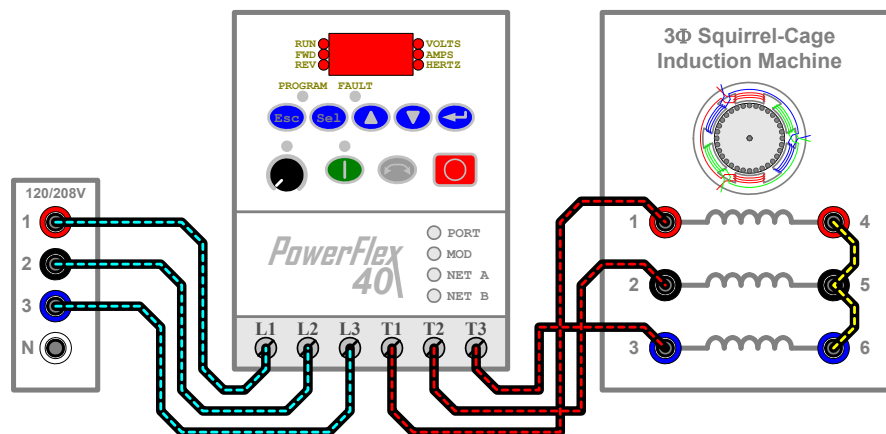 120/208V
1
2
3
N
RUN
FWD
REV
VOLTS
AMPS
HERTZ
PROGRAM FAULT
Esc Sel
PowerFlex
40
PORT
MOD
NET A
NET B
L1 L2 L3 T1 T2 T3
3Φ Squirrel-Cage
Induction Machine
1 4
2 5
3 6